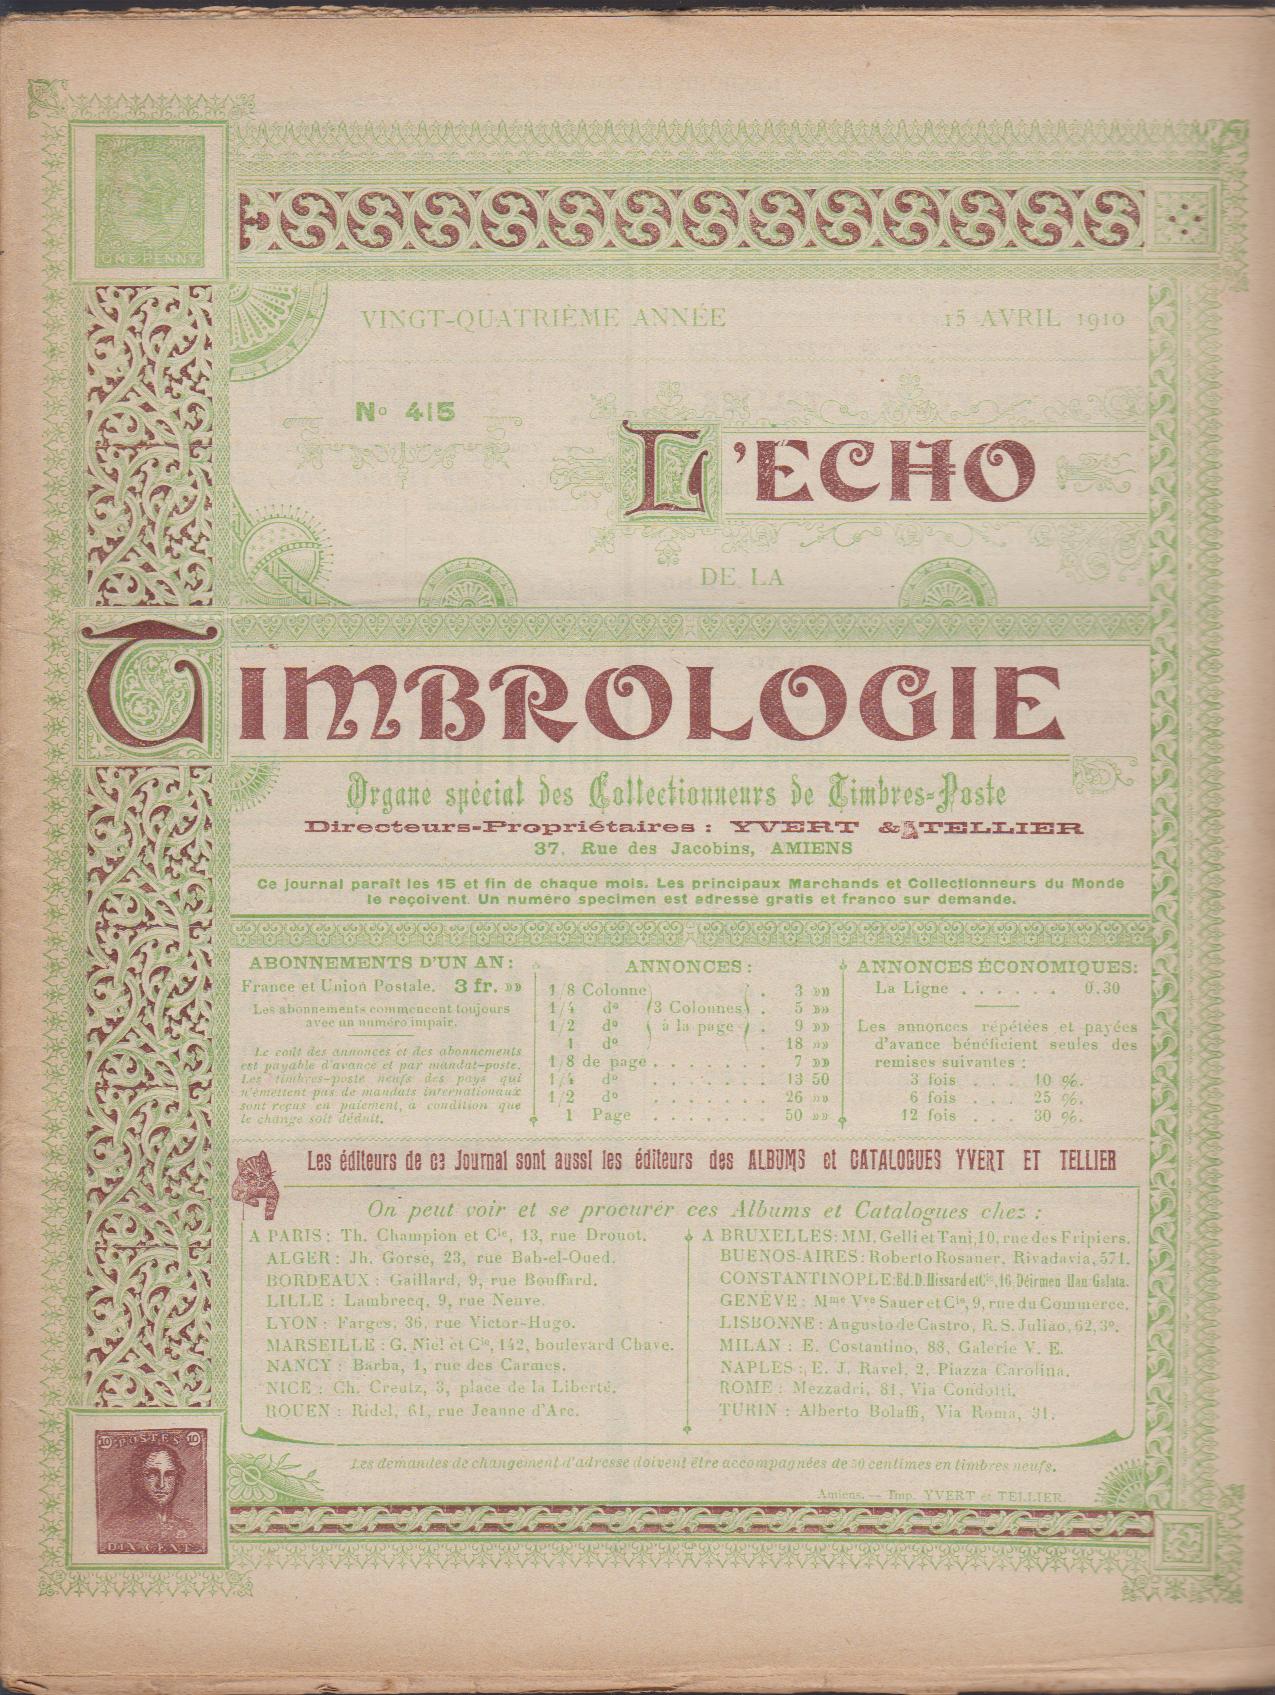 ONE PENNY
VINGT-QUATRIÈME ANNÉE
15 AVRIL 1910
No 415
L'ÉCHO
DE LA
TIMBROLOGIE
Organe spécial des Collectionneurs de Timbres-Poste
Directeurs-Propriétaires : YVERT & TELLIER
37, Rue des Jacobins, AMIENS
Ce journal paraît les 15 et fin de chaque mois. Les principaux Marchands et Collectionneurs du Monde
le reçoivent. Un numéro specimen est adressé gratis et franco sur demande.
ABONNEMENTS D'UN AN :
France et Union Postale. 3 fr. »»
Les abonnements commencent toujours
avec un numéro impair.
Le coût des annonces et des abonnements
est payable d'avance et par mandat-poste.
Les timbres-poste neufs des pays qui
n'émettent pas de mandats internationaux
sont reçus en paiement, à condition que
le change soit déduit.
ANNONCES :
1/8 Colonne . 3 »»
1/4 do (3 Colonnes) . 5 »»
1/2 do ( à la page ) . 9 »»
1 do . 18 »»
1/8 de page . . . . . . . 7 »»
1/4 do . . . . . . . 13 50
1/2 do . . . . . . . 26 »»
1 Page . . . . . . 50 »»
ANNONCES ÉCONOMIQUES:
La Ligne . . . . . . 0.30
Les annonces répétées et payées
d'avance bénéficient seules des
remises suivantes :
3 fois . . . 10 %.
6 fois . . . 25 %.
12 fois . . . 30 %.
Les éditeurs de c3 Journal sont aussi les éditeurs des ALBUMS et CATALOGUES YVERT ET TELLIER
On peut voir et se procurer ces Albums et Catalogues chez :
A PARIS : Th. Champion et Cie, 13, rue Drouot.
ALGER : Jh. Gorse, 23, rue Bab-el-Oued.
BORDEAUX : Gaillard, 9, rue Bouffard.
LILLE : Lambrecq, 9, rue Neuve.
LYON : Farges, 36, rue Victor-Hugo.
MARSEILLE : G. Niel et Cie, 142, boulevard Chave.
NANCY : Barba, 1, rue des Carmes.
NICE : Ch. Creutz, 3, place de la Liberté.
ROUEN : Ridel, 61, rue Jeanne d'Arc.
A BRUXELLES: MM. Gelli et Tani, 10, rue des Fripiers.
BUENOS-AIRES : Roberto Rosauer, Rivadavia, 571.
CONSTANTINOPLE: Ed. D. Hissard et Cie, 16 Déirmen Han Galata.
GENÈVE : Mme Vve Sauer et Cie, 9, rue du Commerce.
LISBONNE : Augusto de Castro, R. S. Juliao, 62, 3o.
MILAN : E. Costantino, 88, Galerie V. E.
NAPLES : E. J. Ravel, 2, Piazza Carolina.
ROME : Mezzadri, 81, Via Condotti.
TURIN : Alberto Bolaffi, Via Roma, 31.
10 POSTES 10
DIX CENT
Les demandes de changement d'adresse doivent être accompagnées de 50 centimes en timbres neufs.
Amiens. — Imp. YVERT et TELLIER